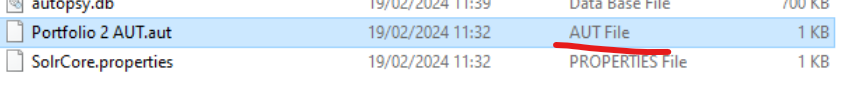 autopsy.db 19/02/2024 11:39 Data Base File 700 KB
Portfolio 2 AUT.aut 19/02/2024 11:32 AUT File 1 KB
SolrCore.properties 19/02/2024 11:32 PROPERTIES File 1 KB